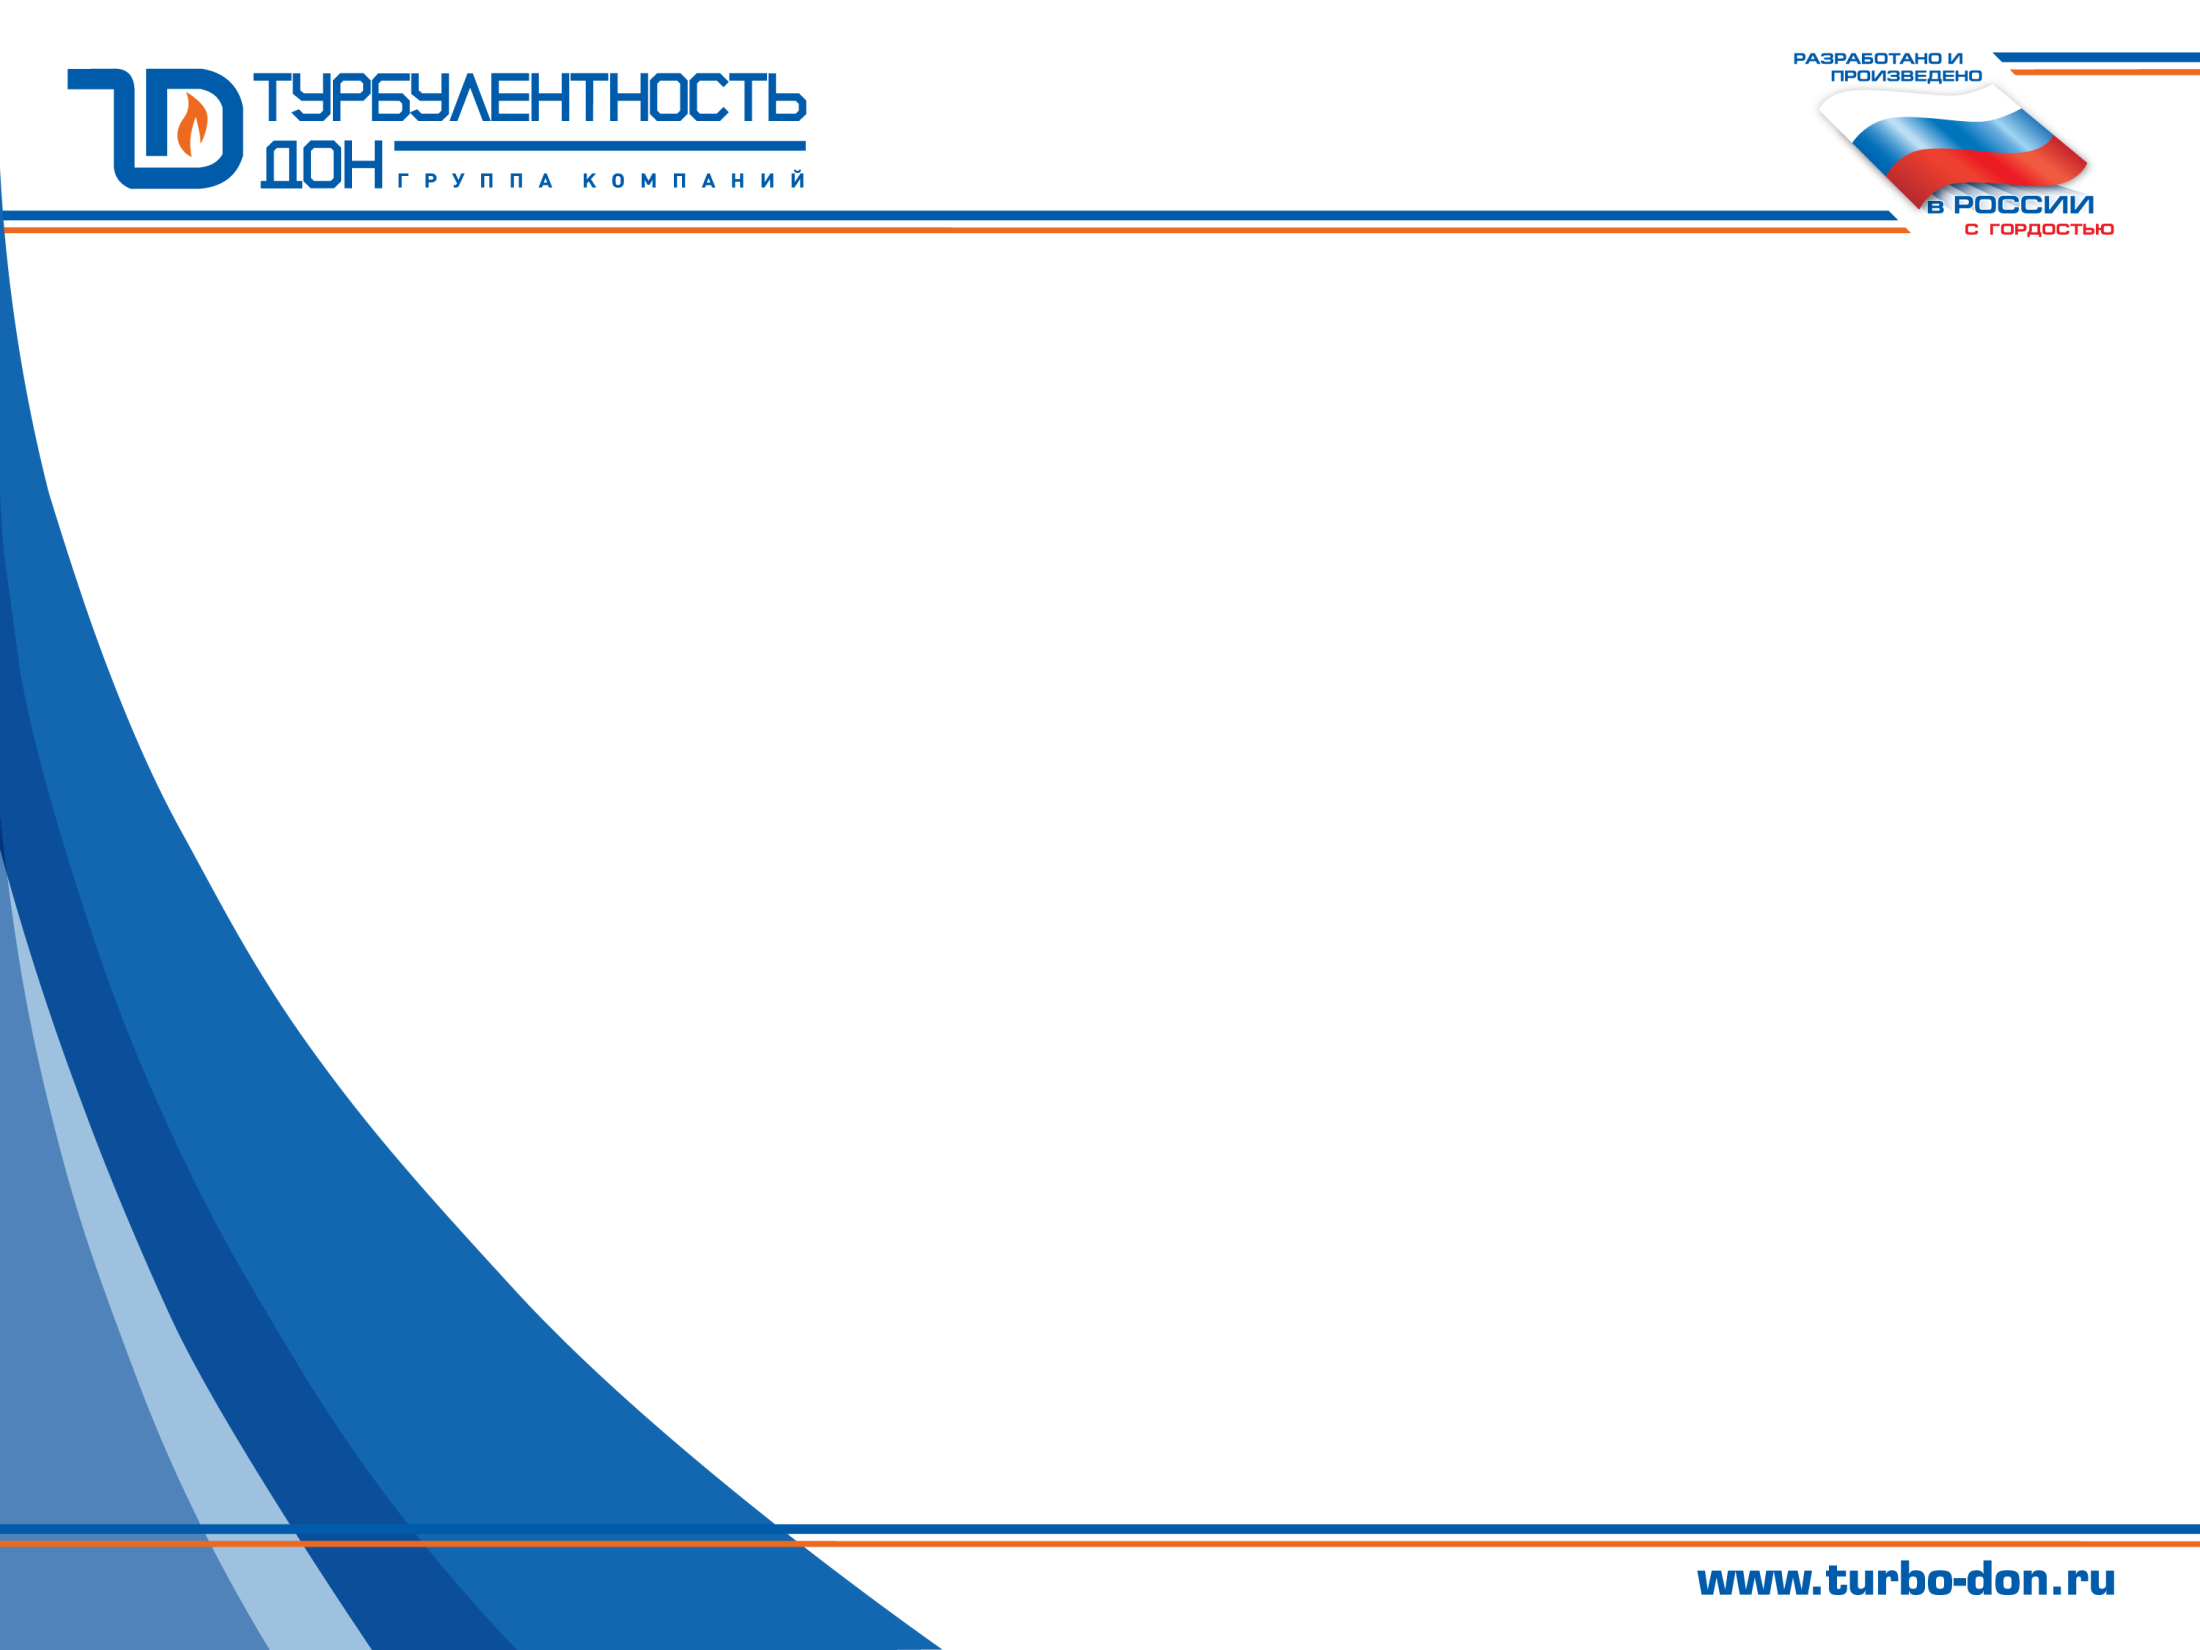 ТУРБУЛЕНТНОСТЬ
ДОН
ГРУППА КОМПАНИЙ
РАЗРАБОТАНО И
ПРОИЗВЕДЕНО
В РОССИИ
С ГОРДОСТЬЮ
www.turbo-don.ru